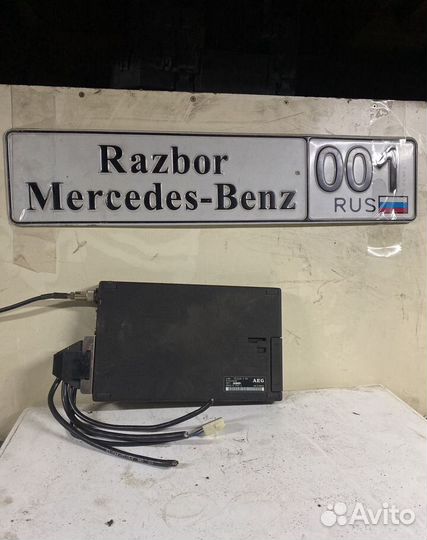 Razbor
Mercedes-Benz
001
RUS
AEG
Avito